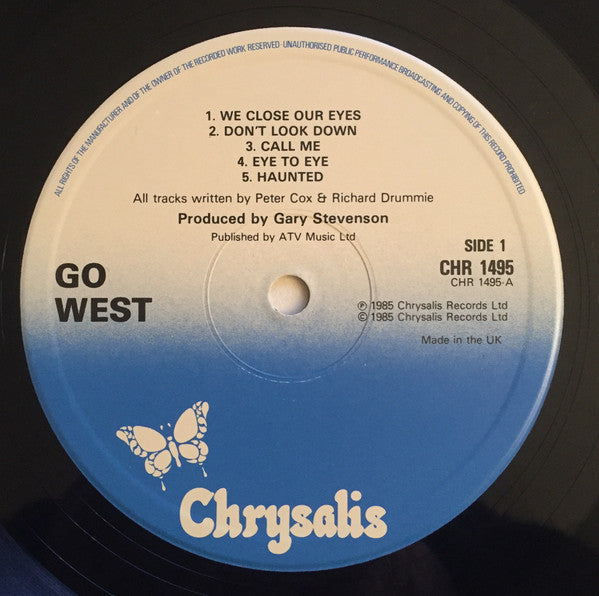 ALL RIGHTS OF THE MANUFACTURER AND OF THE OWNER OF THE RECORDED WORK RESERVED · UNAUTHORISED PUBLIC PERFORMANCE BROADCASTING AND COPYING OF THIS RECORD PROHIBITED
1. WE CLOSE OUR EYES
2. DON'T LOOK DOWN
3. CALL ME
4. EYE TO EYE
5. HAUNTED
All tracks written by Peter Cox & Richard Drummie
Produced by Gary Stevenson
Published by ATV Music Ltd
GO
WEST
SIDE 1
CHR 1495
CHR 1495-A
℗ 1985 Chrysalis Records Ltd
© 1985 Chrysalis Records Ltd
Made in the UK
Chrysalis